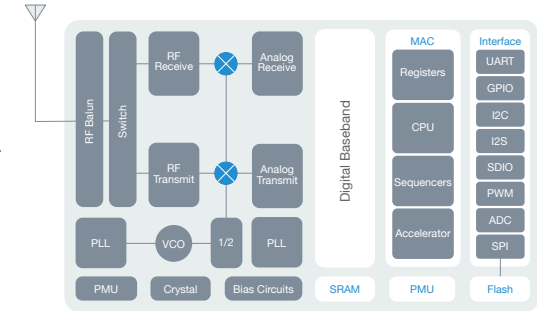 MAC
Interface
RF Balun
Switch
RF
Receive
Analog
Receive
RF
Transmit
Analog
Transmit
PLL
VCO
1/2
PLL
Digital Baseband
Registers
CPU
Sequencers
Accelerator
UART
GPIO
I2C
I2S
SDIO
PWM
ADC
SPI
PMU
Crystal
Bias Circuits
SRAM
PMU
Flash